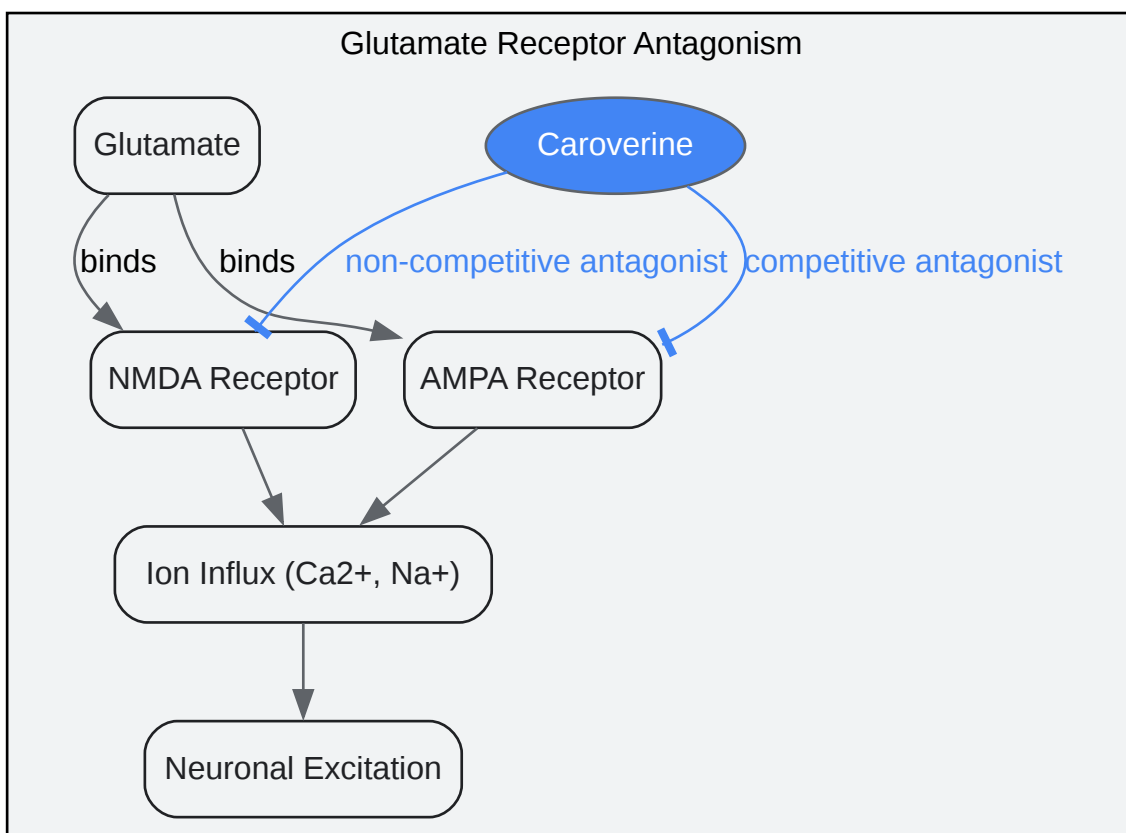 Glutamate Receptor Antagonism
Glutamate
Caroverine
binds
binds
non-competitive antagonist
competitive antagonist
NMDA Receptor
AMPA Receptor
Ion Influx (Ca2+, Na+)
Neuronal Excitation